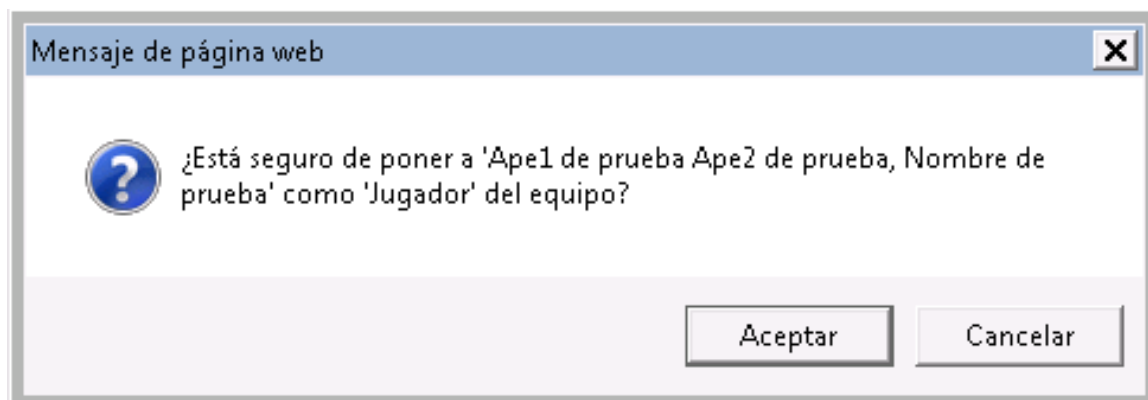 Mensaje de página web
¿Está seguro de poner a 'Ape1 de prueba Ape2 de prueba, Nombre de
prueba' como 'Jugador' del equipo?
Aceptar
Cancelar